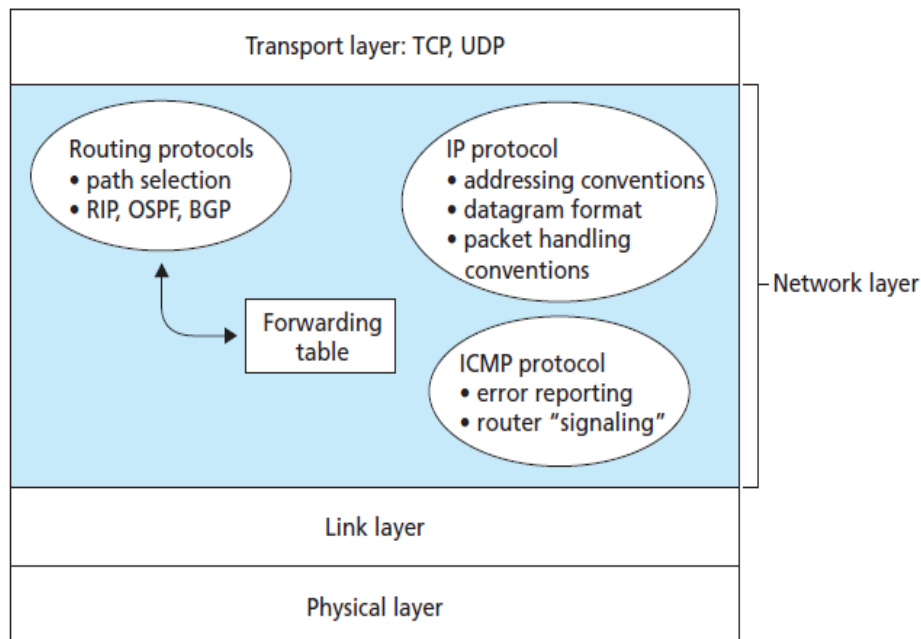 Transport layer: TCP, UDP
Routing protocols
• path selection
• RIP, OSPF, BGP
IP protocol
• addressing conventions
• datagram format
• packet handling
conventions
Network layer
Forwarding
table
ICMP protocol
• error reporting
• router “signaling”
Link layer
Physical layer